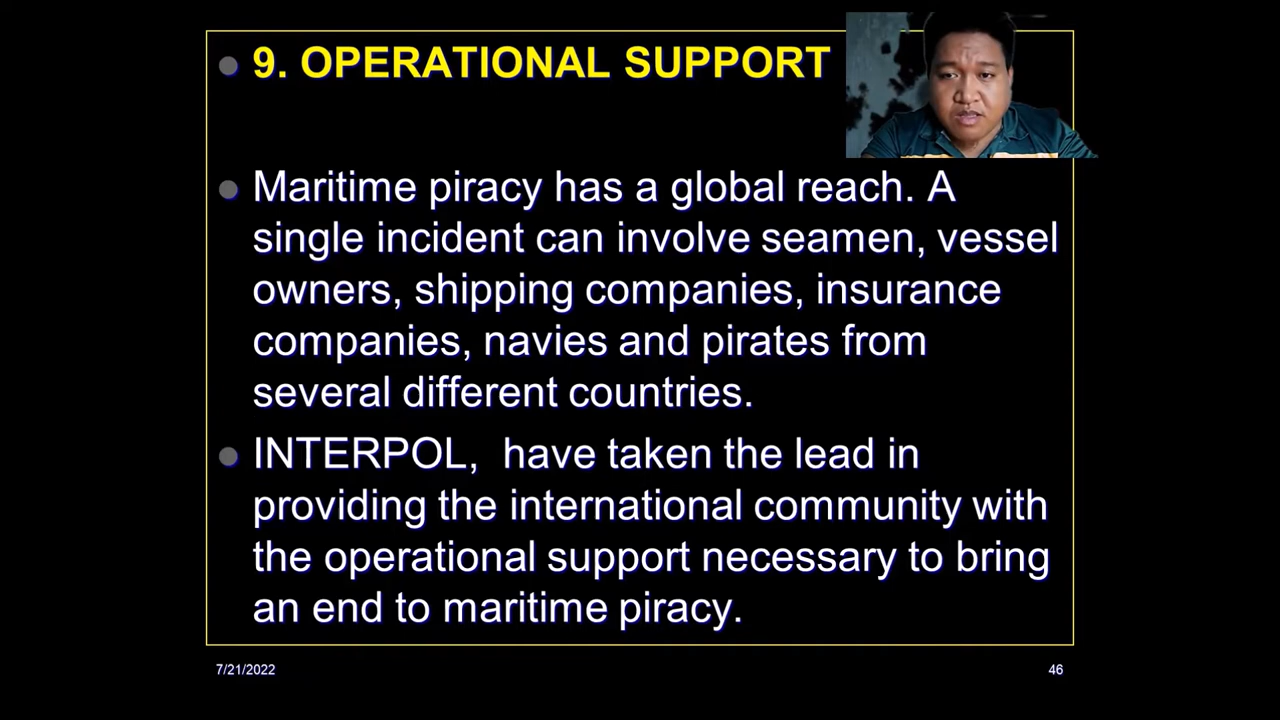 9. OPERATIONAL SUPPORT
Maritime piracy has a global reach. A
single incident can involve seamen, vessel
owners, shipping companies, insurance
companies, navies and pirates from
several different countries.
INTERPOL,  have taken the lead in
providing the international community with
the operational support necessary to bring
an end to maritime piracy.
7/21/2022
46